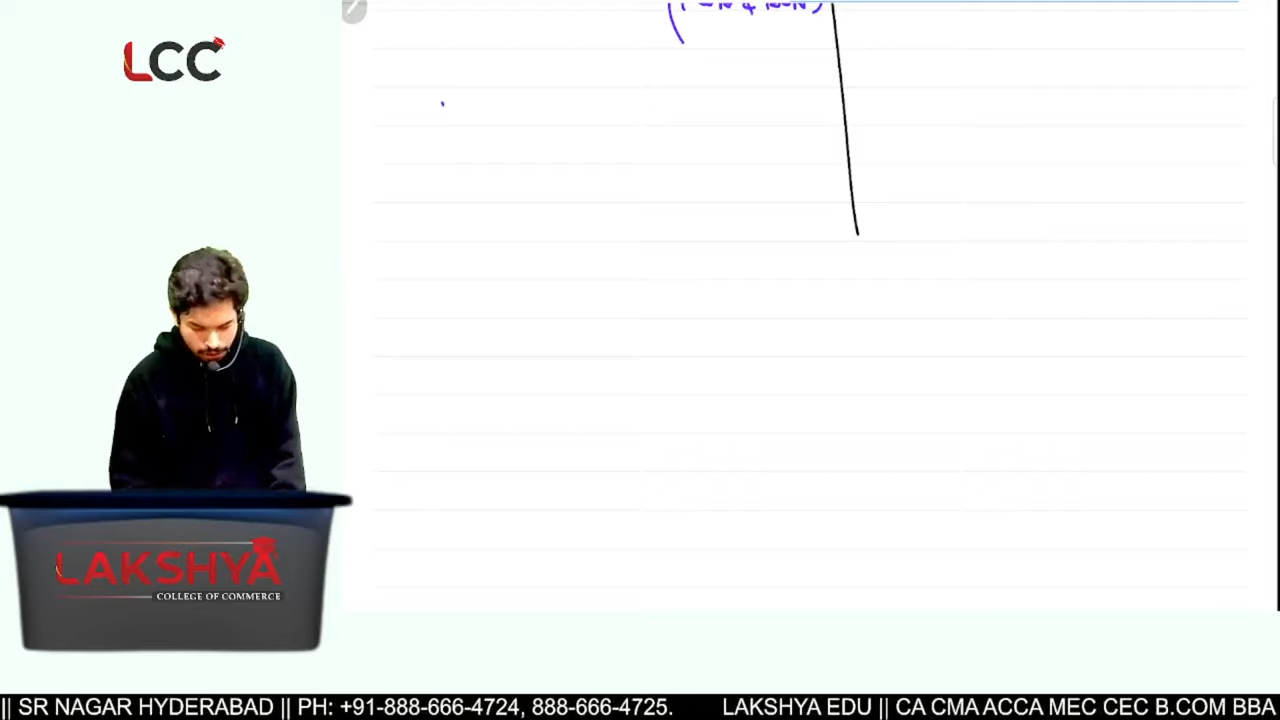 LCC
LAKSHYA
COLLEGE OF COMMERCE
|| SR NAGAR HYDERABAD || PH: +91-888-666-4724, 888-666-4725. LAKSHYA EDU || CA CMA ACCA MEC CEC B.COM BBA